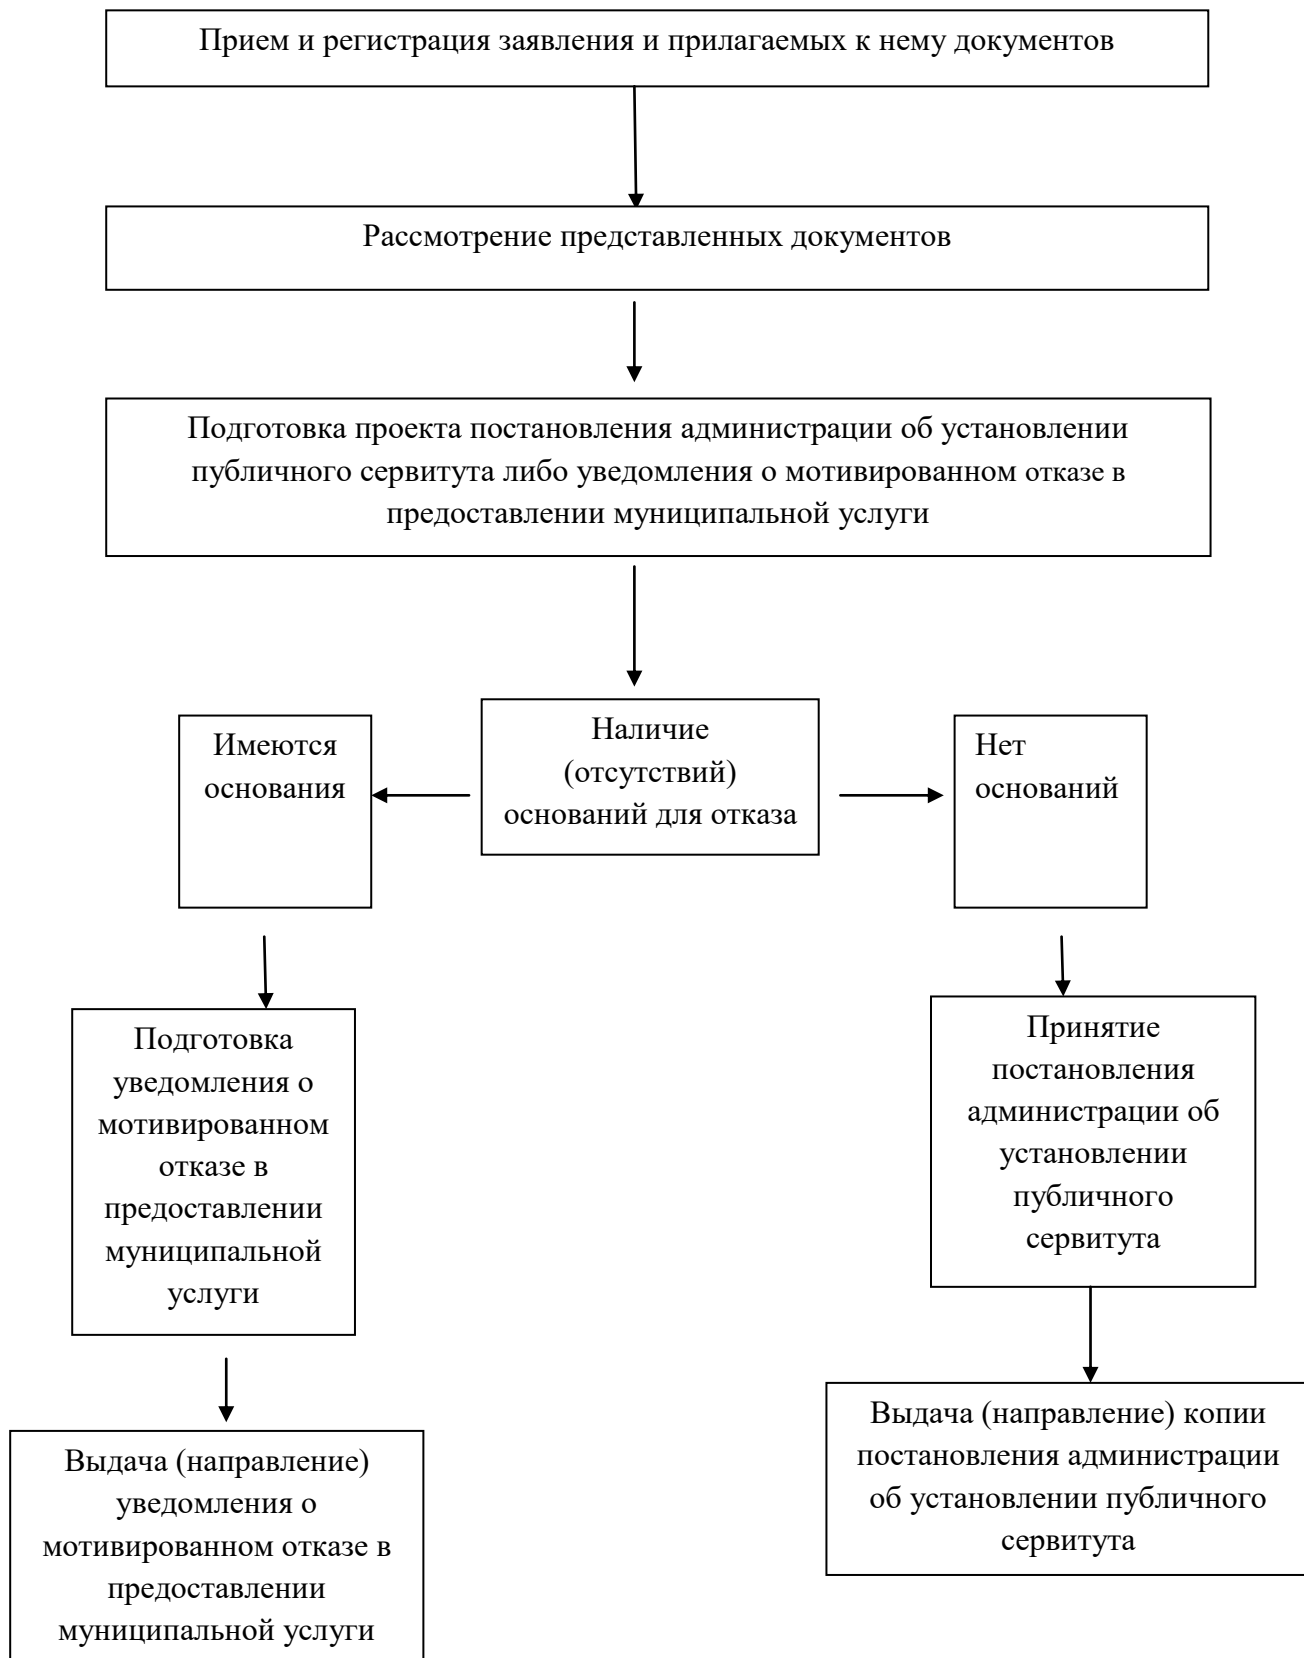 Прием и регистрация заявления и прилагаемых к нему документов
Рассмотрение представленных документов
Подготовка проекта постановления администрации об установлении
публичного сервитута либо уведомления о мотивированном отказе в
предоставлении муниципальной услуги
Наличие
(отсутствий)
оснований для отказа
Имеются
основания
Нет
оснований
Подготовка
уведомления о
мотивированном
отказе в
предоставлении
муниципальной
услуги
Принятие
постановления
администрации об
установлении
публичного
сервитута
Выдача (направление)
уведомления о
мотивированном отказе в
предоставлении
муниципальной услуги
Выдача (направление) копии
постановления администрации
об установлении публичного
сервитута